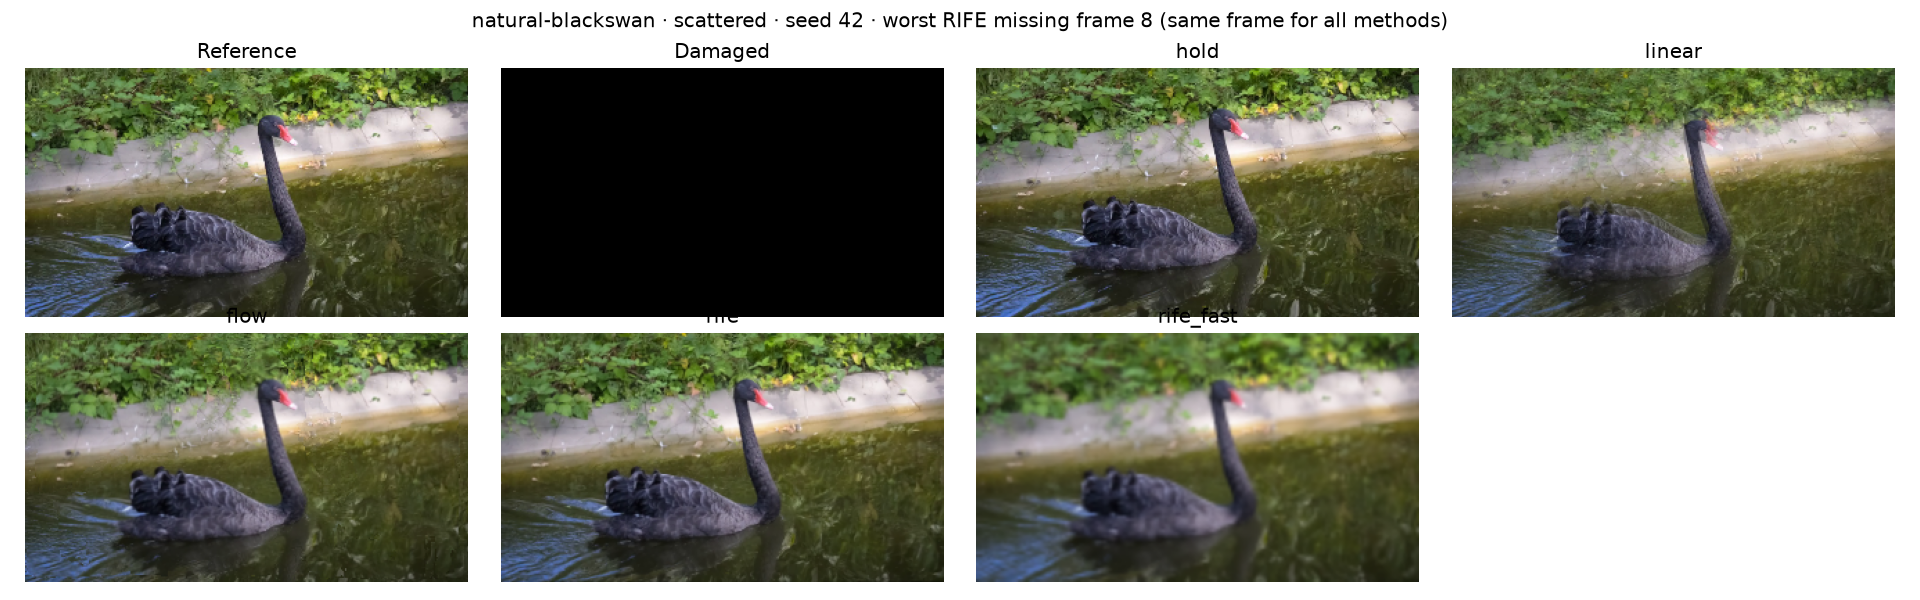 natural-blackswan · scattered · seed 42 · worst RIFE missing frame 8 (same frame for all methods)
Reference
Damaged
hold
linear
flow
rife
rife_fast